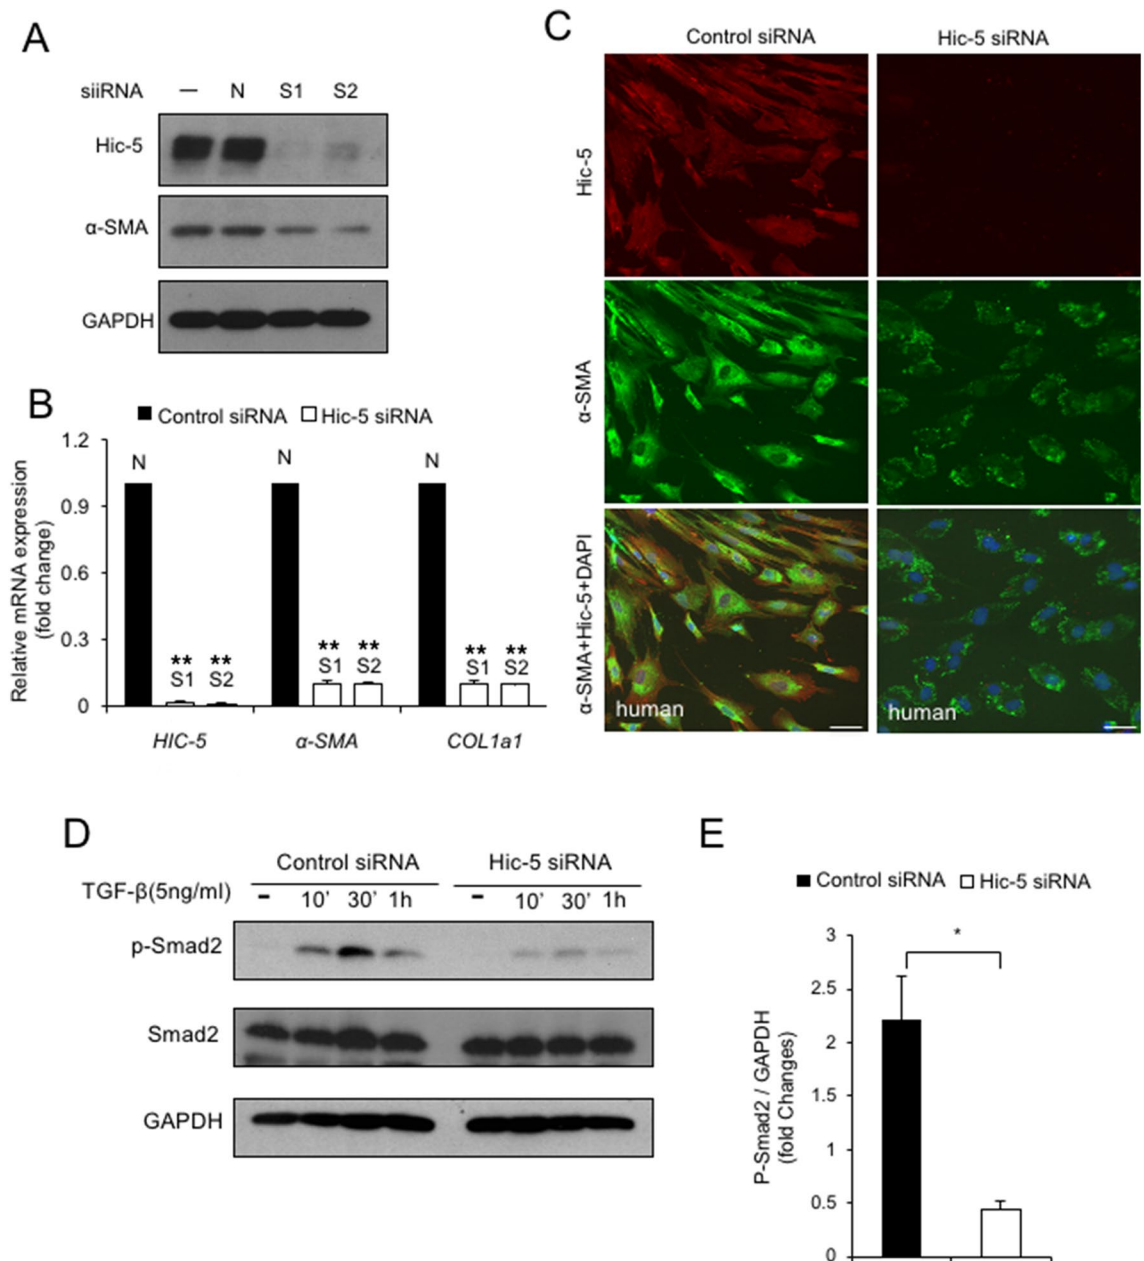 A
siiRNA – N S1 S2
Hic-5
α-SMA
GAPDH
B
Control siRNA Hic-5 siRNA
Relative mRNA expression
(fold change)
1.2
0.9
0.6
0.3
0
N N N
** ** ** ** ** **
S1 S2 S1 S2 S1 S2
HIC-5 α-SMA COL1a1
C
Control siRNA Hic-5 siRNA
Hic-5
α-SMA
α-SMA+Hic-5+DAPI
human human
D
Control siRNA Hic-5 siRNA
TGF-β(5ng/ml) - 10' 30' 1h - 10' 30' 1h
p-Smad2
Smad2
GAPDH
E
Control siRNA Hic-5 siRNA
P-Smad2 / GAPDH
(fold Changes)
3
2.5
2
1.5
1
0.5
0
*